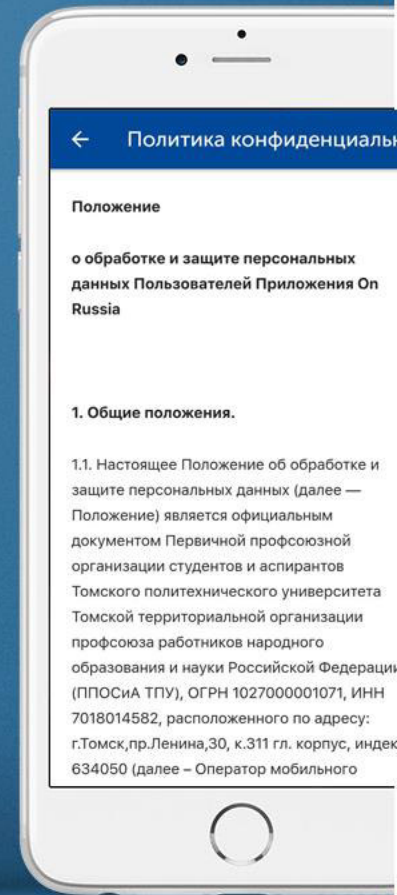 Политика конфиденциальн
Положение
о обработке и защите персональных
данных Пользователей Приложения On
Russia
1. Общие положения.
1.1. Настоящее Положение об обработке и
защите персональных данных (далее —
Положение) является официальным
документом Первичной профсоюзной
организации студентов и аспирантов
Томского политехнического университета
Томской территориальной организации
профсоюза работников народного
образования и науки Российской Федерации
(ППОСиА ТПУ), ОГРН 1027000001071, ИНН
7018014582, расположенного по адресу:
г.Томск,пр.Ленина,30, к.311 гл. корпус, индек
634050 (далее – Оператор мобильного